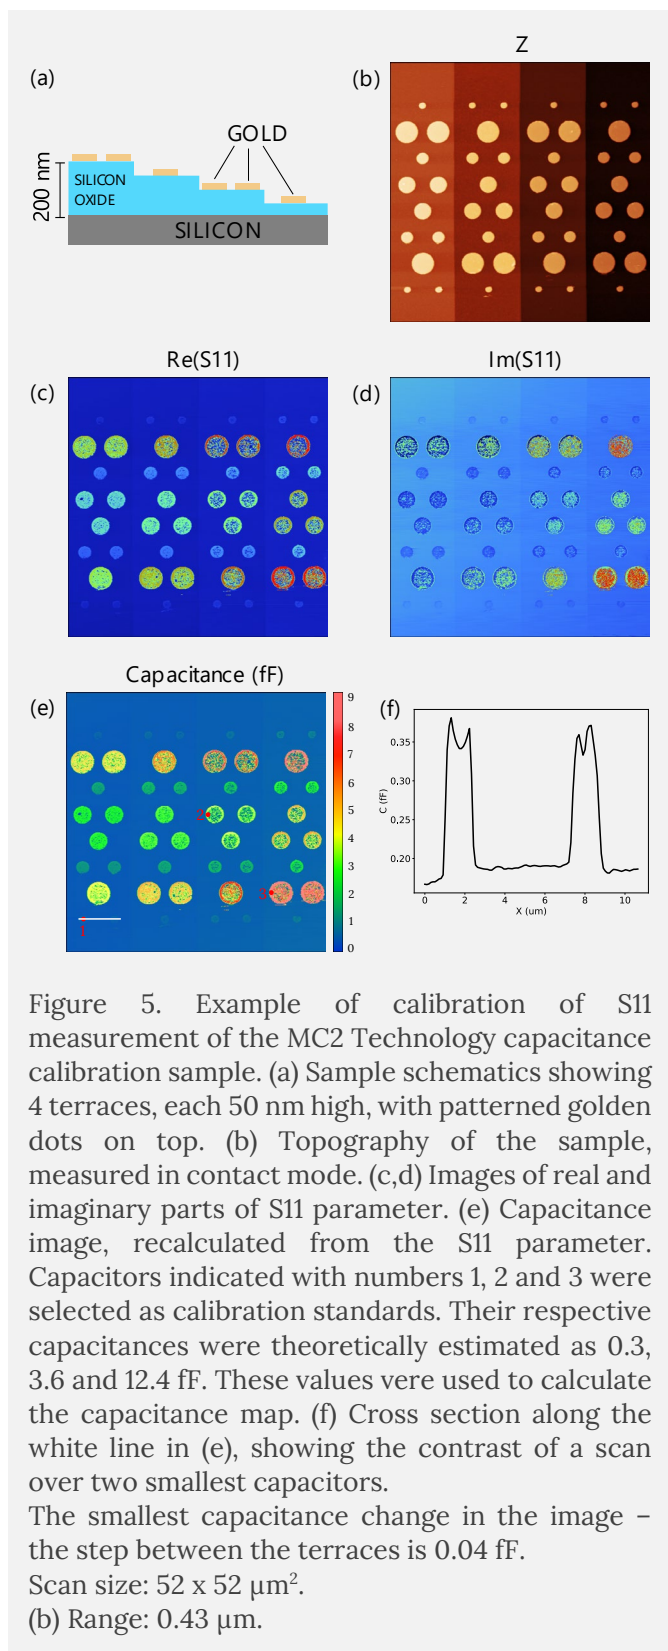 Z
(a)
(b)
GOLD
200 nm
SILICON
OXIDE
SILICON
Re(S11)
Im(S11)
(c)
(d)
Capacitance (fF)
(e)
(f)
9
8
7
6
5
4
3
2
1
0
2
3
1
C (fF)
0.35
0.30
0.25
0.20
0 2 4 6 8 10
X (um)
Figure 5. Example of calibration of S11
measurement of the MC2 Technology capacitance
calibration sample. (a) Sample schematics showing
4 terraces, each 50 nm high, with patterned golden
dots on top. (b) Topography of the sample,
measured in contact mode. (c,d) Images of real and
imaginary parts of S11 parameter. (e) Capacitance
image, recalculated from the S11 parameter.
Capacitors indicated with numbers 1, 2 and 3 were
selected as calibration standards. Their respective
capacitances were theoretically estimated as 0.3,
3.6 and 12.4 fF. These values vere used to calculate
the capacitance map. (f) Cross section along the
white line in (e), showing the contrast of a scan
over two smallest capacitors.
The smallest capacitance change in the image –
the step between the terraces is 0.04 fF.
Scan size: 52 x 52 μm².
(b) Range: 0.43 μm.